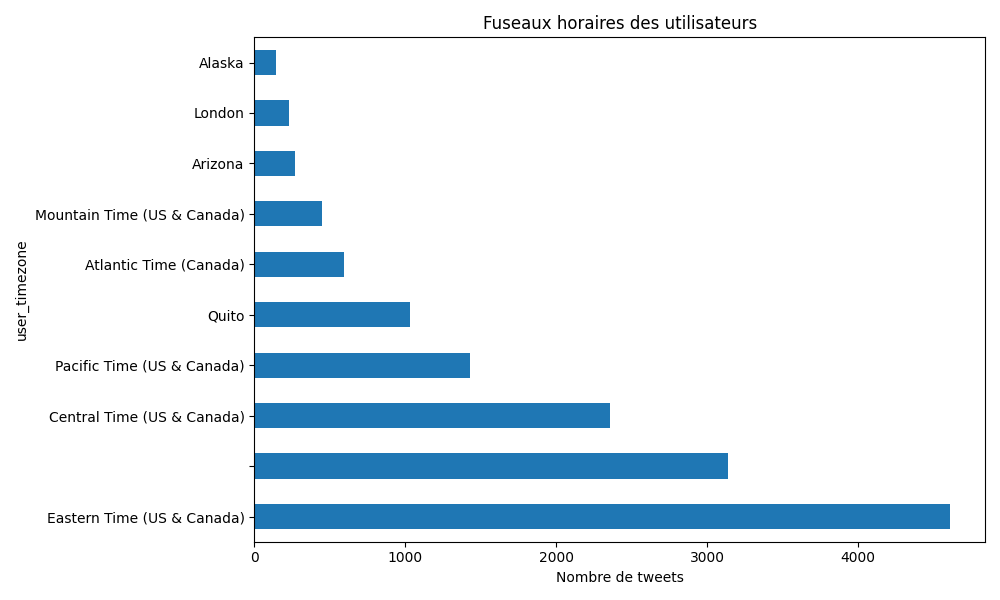 Fuseaux horaires des utilisateurs
Alaska
London
Arizona
Mountain Time (US & Canada)
Atlantic Time (Canada)
Quito
Pacific Time (US & Canada)
Central Time (US & Canada)
Eastern Time (US & Canada)
user_timezone
0 1000 2000 3000 4000
Nombre de tweets